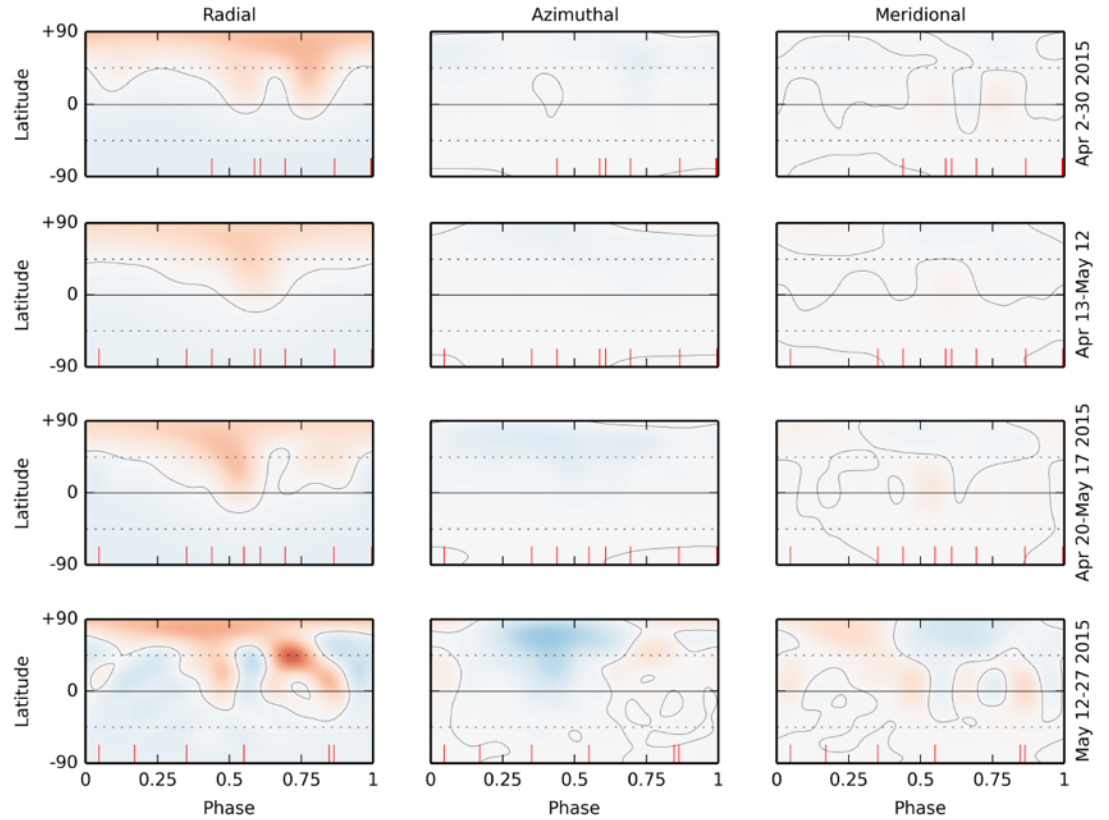 Radial Azimuthal Meridional
+90
0
-90
Latitude
Apr 2-30 2015
+90
0
-90
Latitude
Apr 13-May 12
+90
0
-90
Latitude
Apr 20-May 17 2015
+90
0
-90
Latitude
May 12-27 2015
0 0.25 0.5 0.75 1 0 0.25 0.5 0.75 1 0 0.25 0.5 0.75 1
Phase Phase Phase